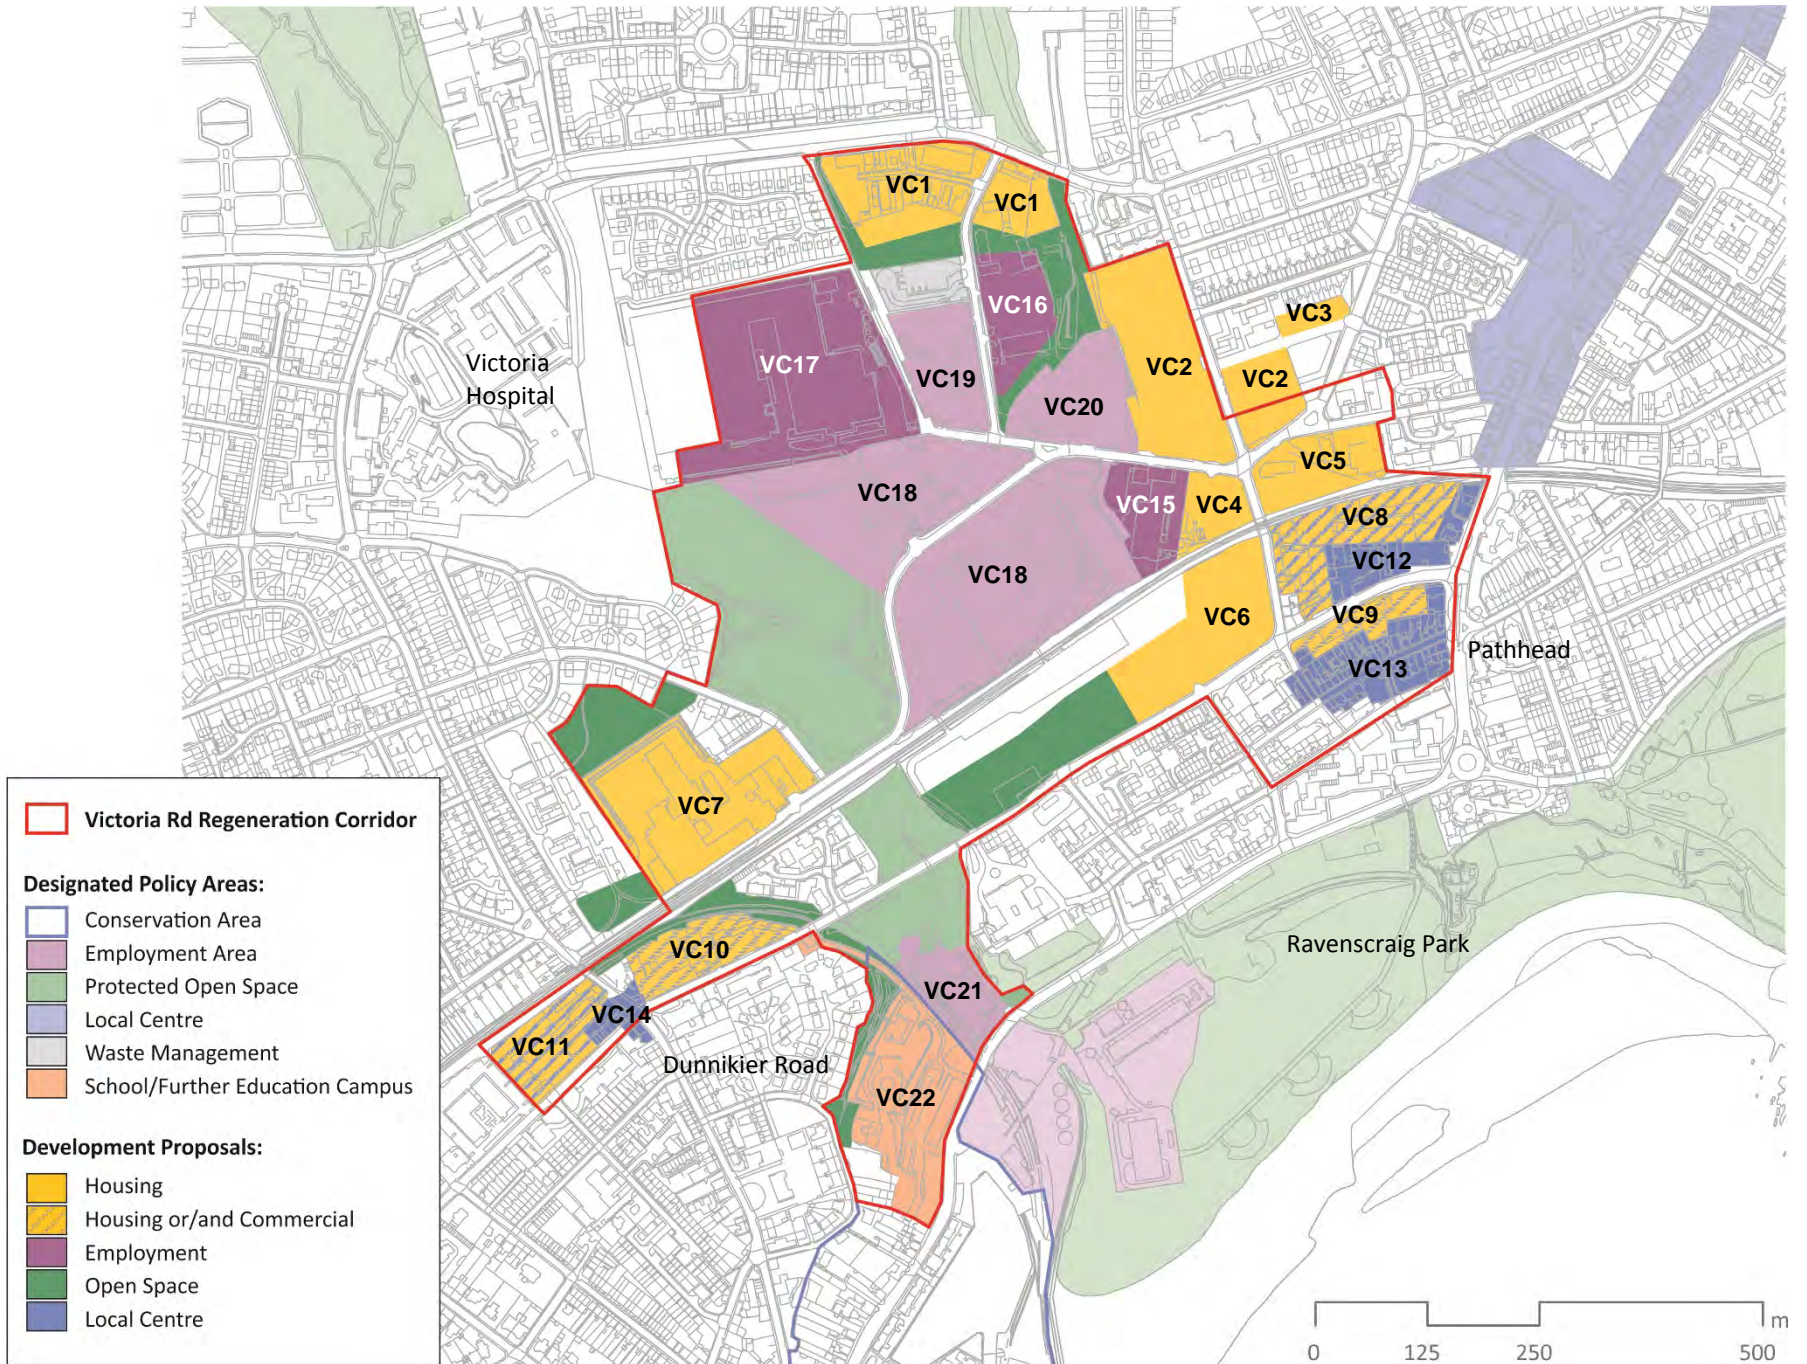 VC1
VC1
VC16
VC3
Victoria
Hospital
VC17
VC19
VC2
VC2
VC20
VC5
VC18
VC15
VC4
VC8
VC12
VC18
VC6
VC9
Pathhead
VC13
VC7
VC10
Ravenscraig Park
VC21
VC14
VC11
Dunnikier Road
VC22
Victoria Rd Regeneration Corridor
Designated Policy Areas:
Conservation Area
Employment Area
Protected Open Space
Local Centre
Waste Management
School/Further Education Campus
Development Proposals:
Housing
Housing or/and Commercial
Employment
Open Space
Local Centre
m
0 125 250 500